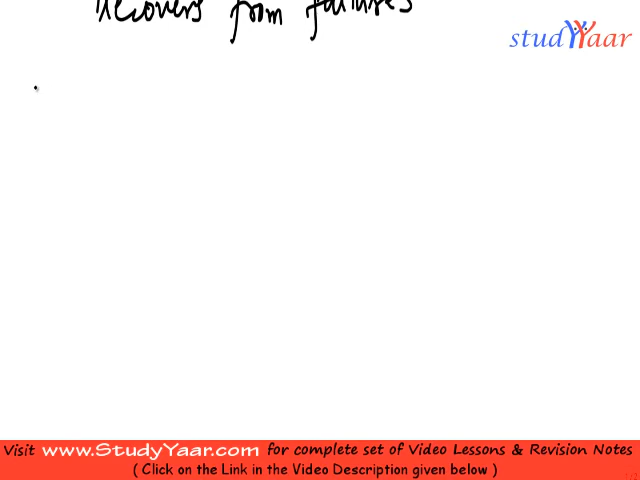 recovers from failures
studYYaar
Visit www.StudyYaar.com for complete set of Video Lessons & Revision Notes
( Click on the Link in the Video Description given below )